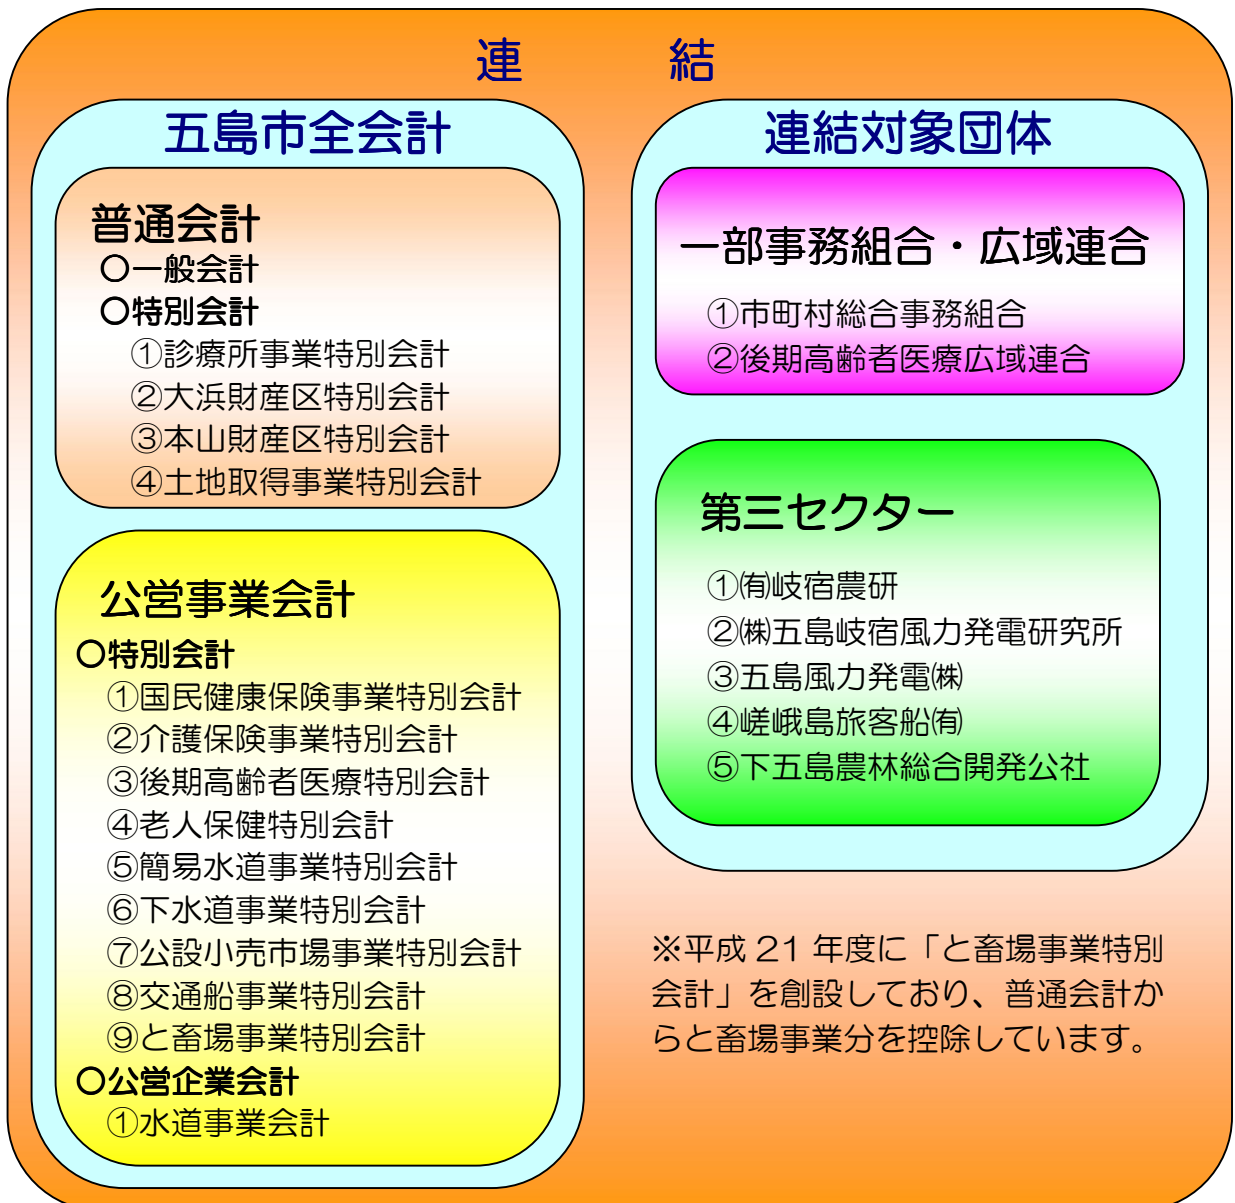 連　結
五島市全会計
普通会計
〇一般会計
〇特別会計
①診療所事業特別会計
②大浜財産区特別会計
③本山財産区特別会計
④土地取得事業特別会計
公営事業会計
〇特別会計
①国民健康保険事業特別会計
②介護保険事業特別会計
③後期高齢者医療特別会計
④老人保健特別会計
⑤簡易水道事業特別会計
⑥下水道事業特別会計
⑦公設小売市場事業特別会計
⑧交通船事業特別会計
⑨と畜場事業特別会計
〇公営企業会計
①水道事業会計
連結対象団体
一部事務組合・広域連合
①市町村総合事務組合
②後期高齢者医療広域連合
第三セクター
①㈲岐宿農研
②㈱五島岐宿風力発電研究所
③五島風力発電㈱
④嵯峨島旅客船㈲
⑤下五島農林総合開発公社
※平成 21 年度に「と畜場事業特別
会計」を創設しており、普通会計か
らと畜場事業分を控除しています。